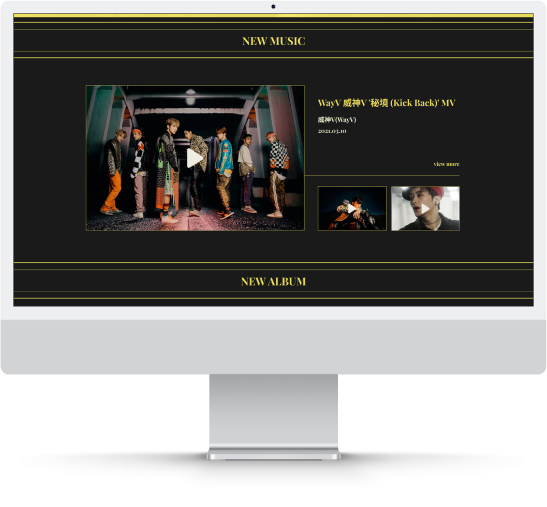 NEW MUSIC
WayV 威神V '秘境 (Kick Back)' MV
威神V(WayV)
2021.03.10
view more
NEW ALBUM